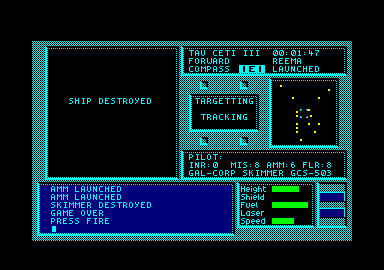 SHIP DESTROYED
TAU CETI III 00:01:47
FORWARD REEMA
COMPASS IEI LAUNCHED
TARGETTING
TRACKING
PILOT:
INR:0 MIS:8 AMM:6 FLR:8
GAL-CORP SKIMMER GCS-503
AMM LAUNCHED
AMM LAUNCHED
SKIMMER DESTROYED
GAME OVER
PRESS FIRE
Height
Shield
Fuel
Laser
Speed